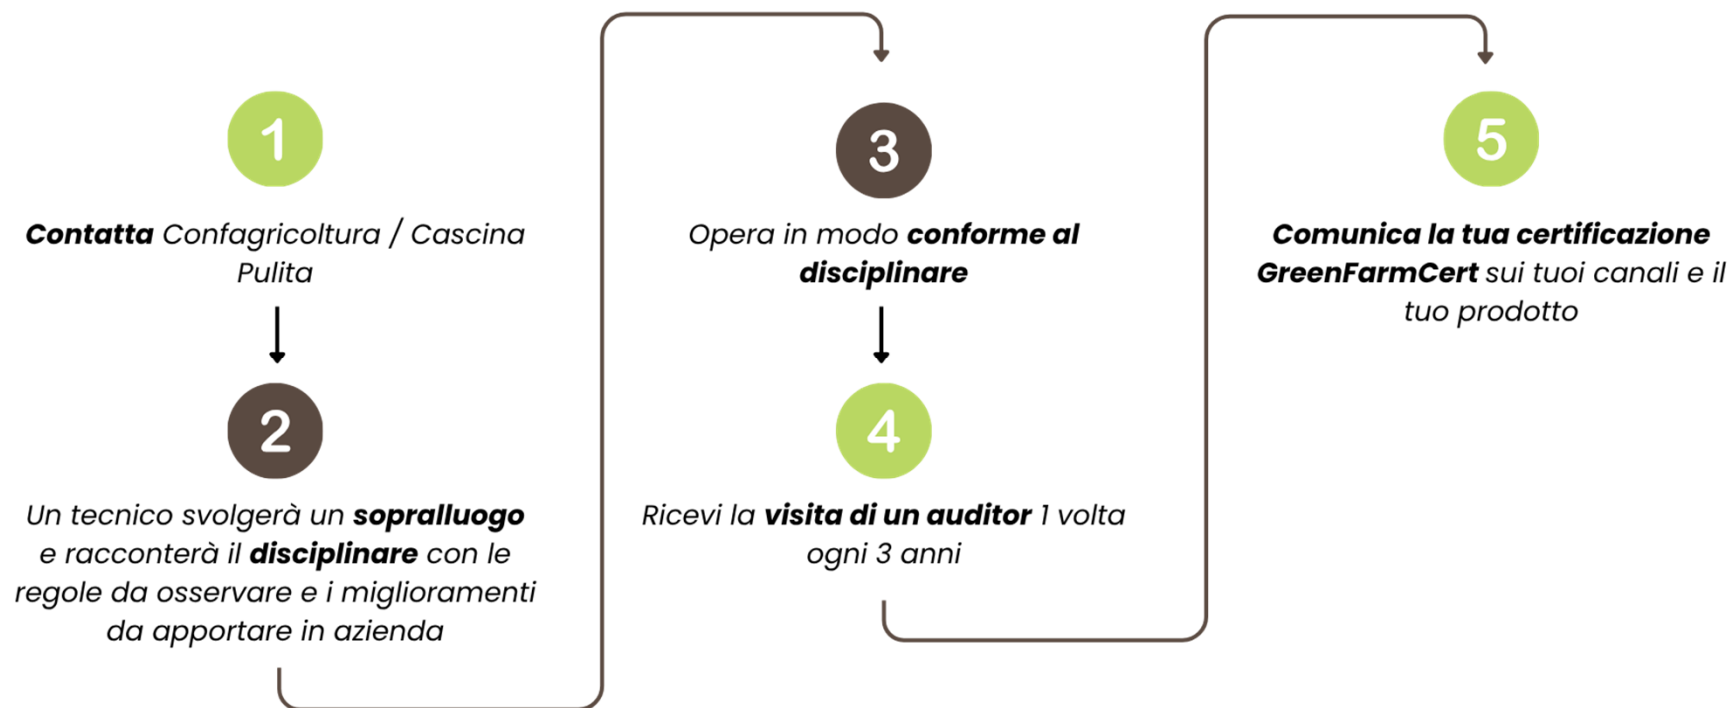 1
Contatta Confagricoltura / Cascina
Pulita
2
Un tecnico svolgerà un sopralluogo
e racconterà il disciplinare con le
regole da osservare e i miglioramenti
da apportare in azienda
3
Opera in modo conforme al
disciplinare
4
Ricevi la visita di un auditor 1 volta
ogni 3 anni
5
Comunica la tua certificazione
GreenFarmCert sui tuoi canali e il
tuo prodotto